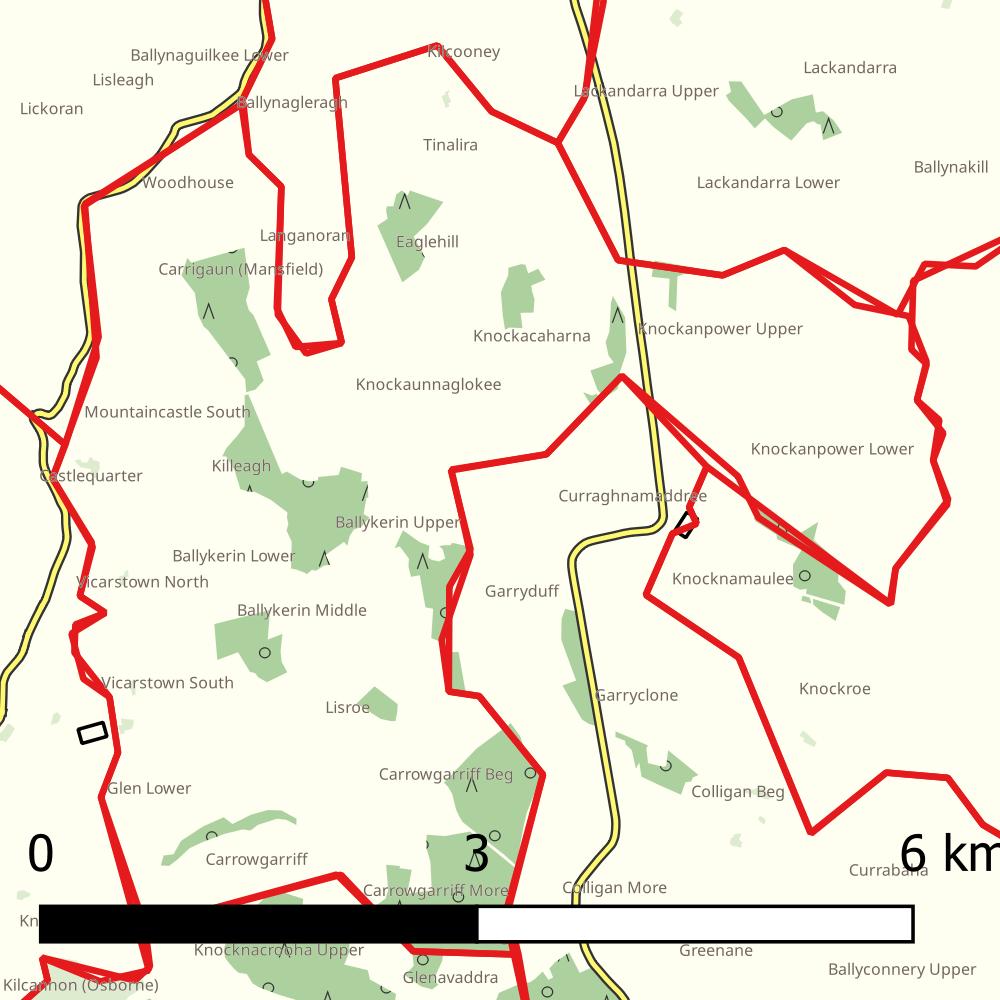 Kilcooney
Ballynaguilkee Lower
Lackandarra
Lisleagh
Lackandarra Upper
Ballynagleragh
Lickoran
Tinalira
Ballynakill
Woodhouse
Lackandarra Lower
Langanoran
Eaglehill
Carrigaun (Mansfield)
Knockanpower Upper
Knockacaharna
Knockaunnaglokee
Mountaincastle South
Knockanpower Lower
Killeagh
Castlequarter
Curraghnamaddree
Ballykerin Upper
Ballykerin Lower
Vicarstown North
Knocknamaulee
Garryduff
Ballykerin Middle
Vicarstown South
Knockroe
Garryclone
Lisroe
Carrowgarriff Beg
Glen Lower
Colligan Beg
0 3 6 km
Carrowgarriff
Currabaha
Colligan More
Carrowgarriff More
Kn
Knocknacrooha Upper
Greenane
Ballyconnery Upper
Glenavaddra
Kilcannon (Osborne)